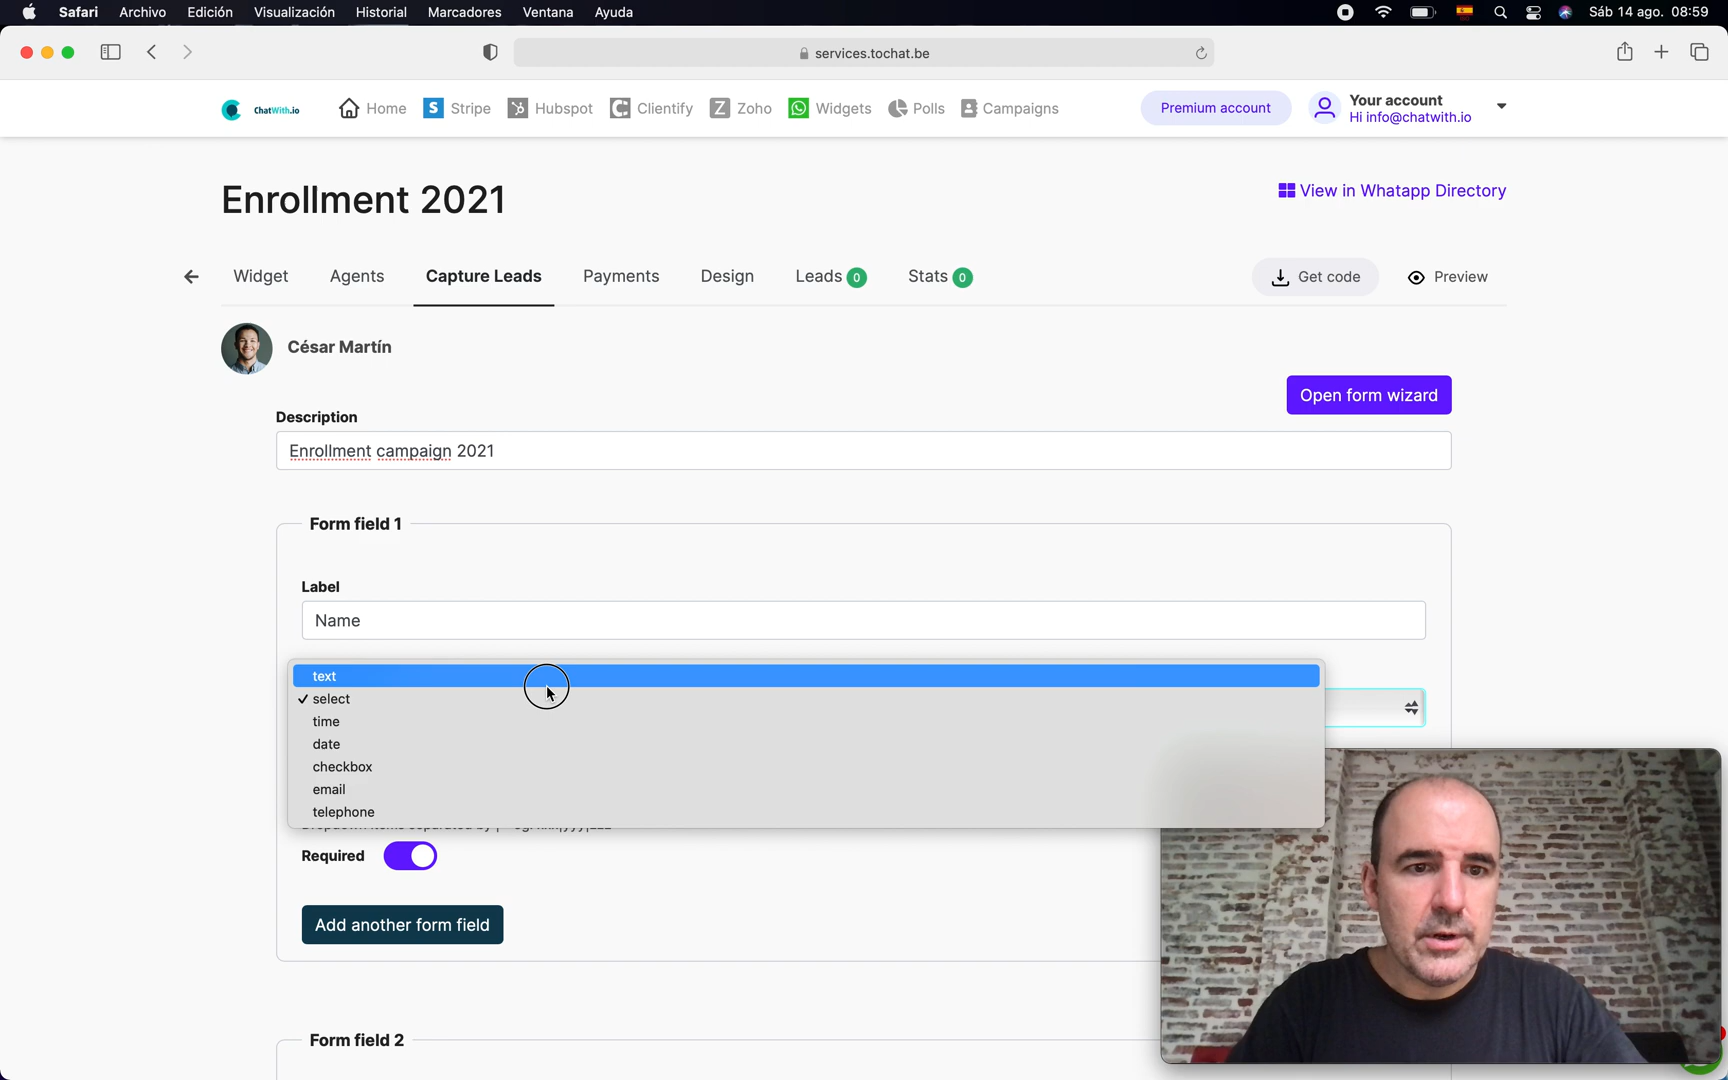 Safari Archivo Edición Visualización Historial Marcadores Ventana Ayuda Sáb 14 ago. 08:59
services.tochat.be
ChatWith.io Home S Stripe Hubspot C Clientify Z Zoho Widgets Polls Campaigns Premium account Your account
Hi info@chatwith.io
Enrollment 2021
View in Whatapp Directory
Widget Agents Capture Leads Payments Design Leads 0 Stats 0 Get code Preview
César Martín
Open form wizard
Description
Enrollment campaign 2021
Form field 1
Label
Name
text
✓ select
time
date
checkbox
email
telephone
Required
Add another form field
Form field 2